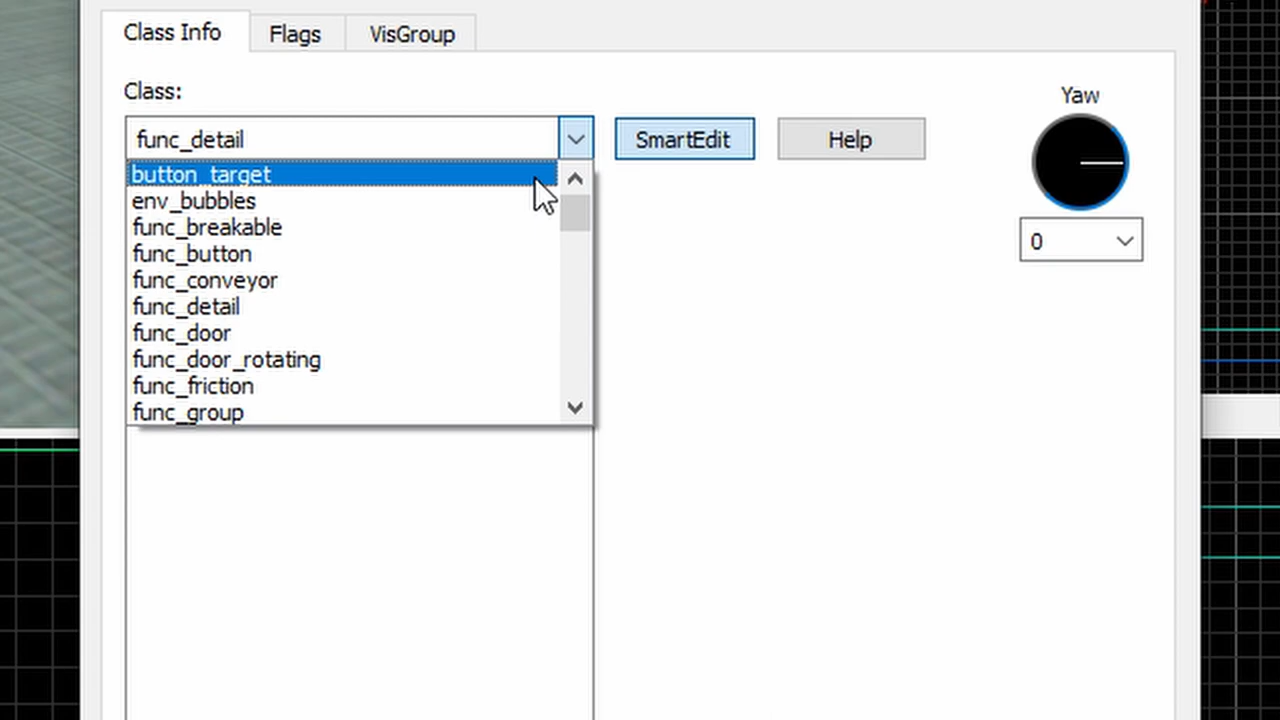 Class Info
Flags
VisGroup
Class:
Yaw
func_detail
SmartEdit
Help
button_target
env_bubbles
func_breakable
func_button
func_conveyor
func_detail
func_door
func_door_rotating
func_friction
func_group
0